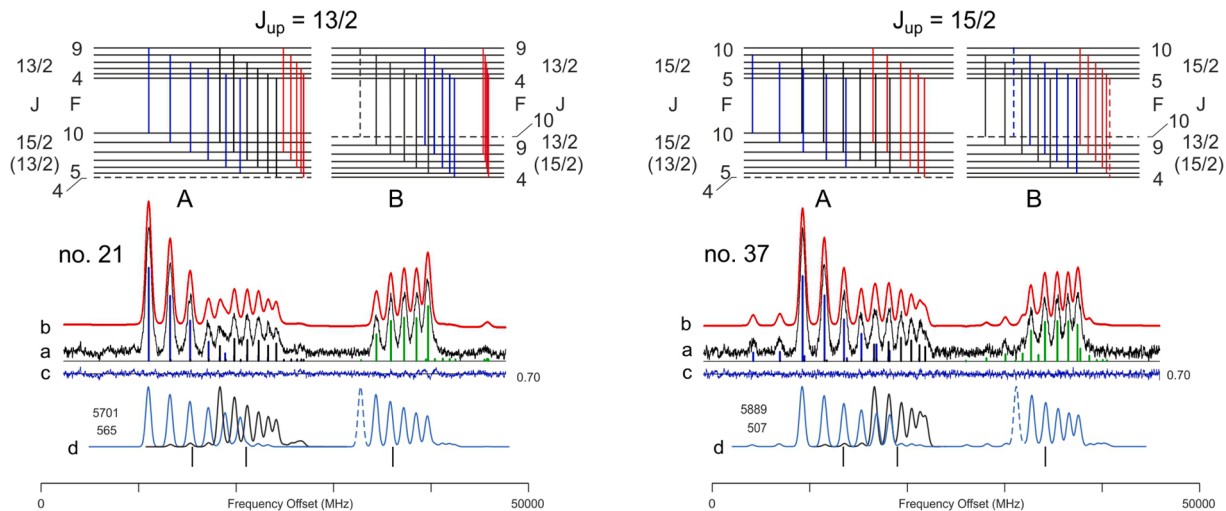 J_up = 13/2
9
13/2
4
J F
10
15/2
(13/2)
5
4
A
9
13/2
4
F J
10
13/2
9
(15/2)
4
B
no. 21
b
a
c
0.70
5701
565
d
0
Frequency Offset (MHz)
50000
J_up = 15/2
10
15/2
5
J F
10
15/2
(13/2)
5
4
A
10
15/2
5
F J
10
13/2
9
(15/2)
4
B
no. 37
b
a
c
0.70
5889
507
d
0
Frequency Offset (MHz)
50000